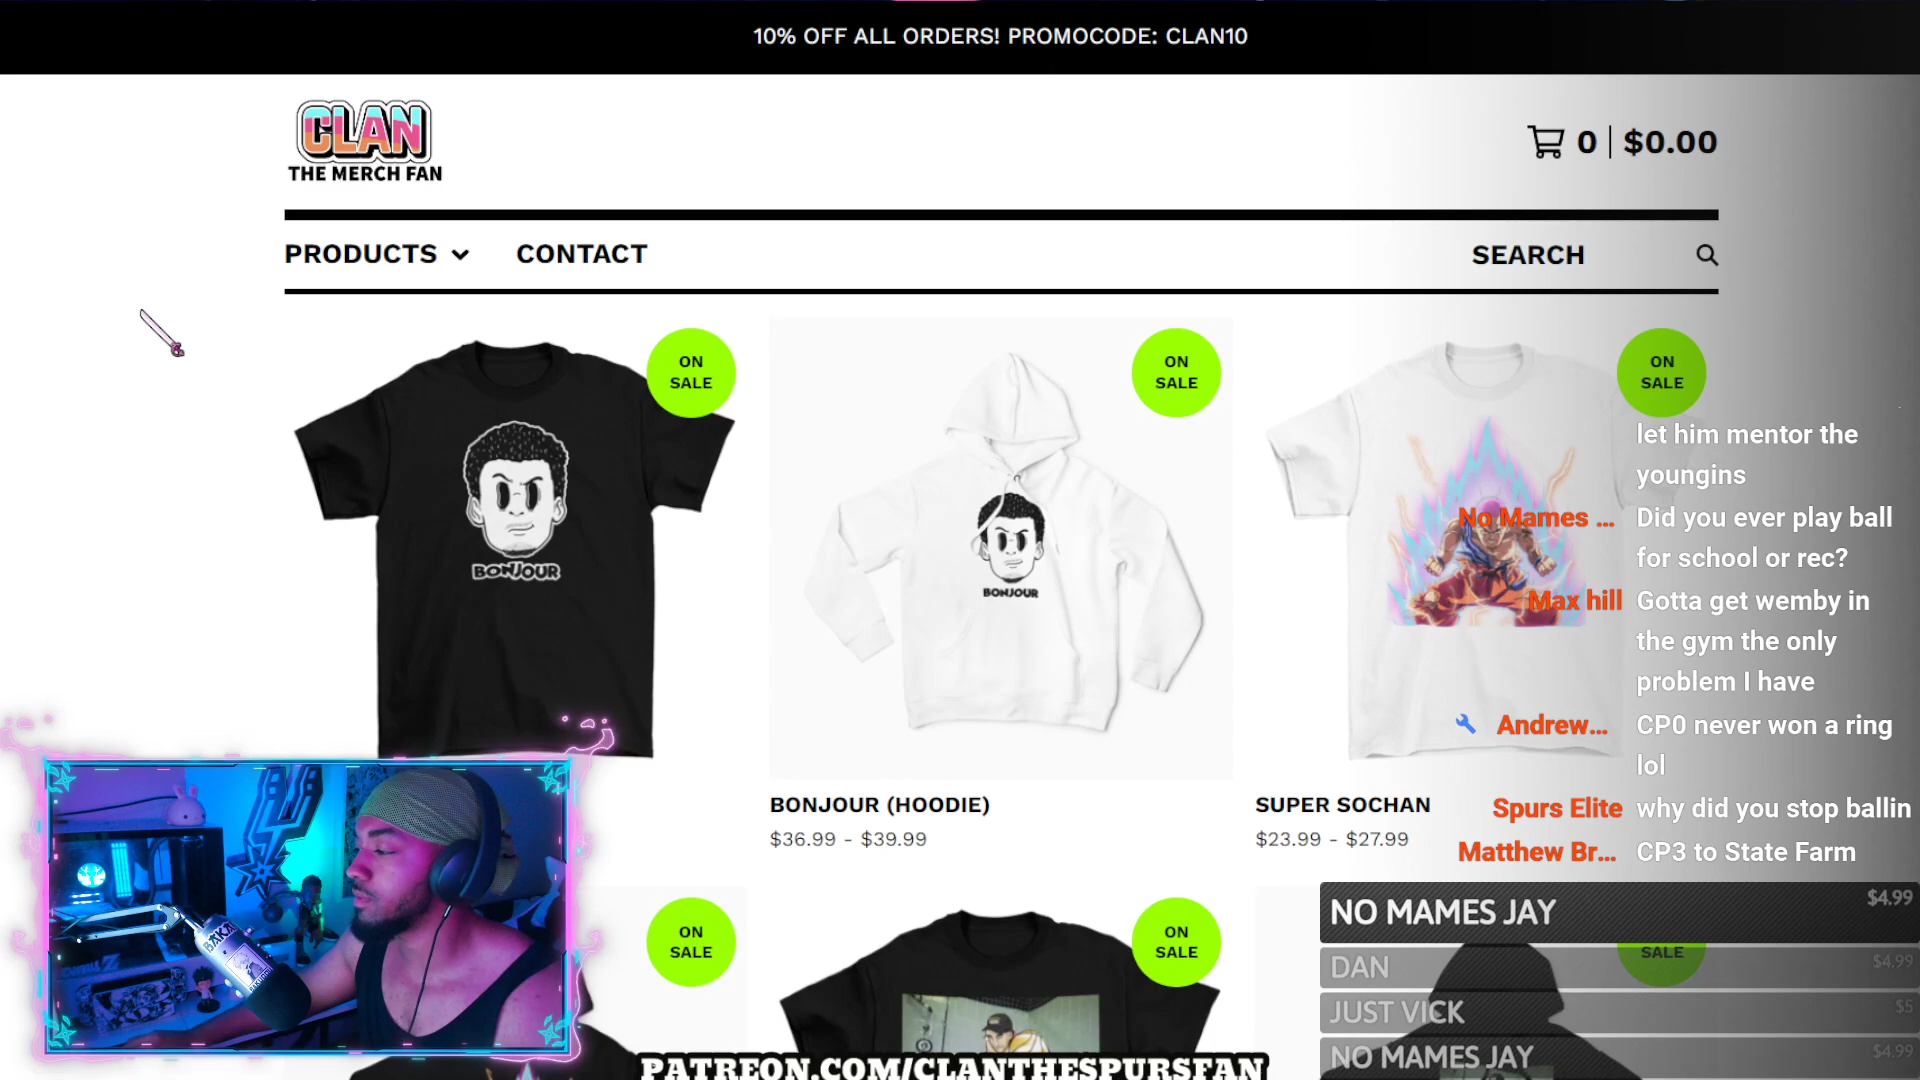 10% OFF ALL ORDERS! PROMOCODE: CLAN10
CLAN
THE MERCH FAN
0 | $0.00
PRODUCTS
CONTACT
SEARCH
ON
SALE
ON
SALE
ON
SALE
BONJOUR
BONJOUR
BONJOUR (HOODIE)
$36.99 - $39.99
SUPER SOCHAN
$23.99 - $27.99
let him mentor the
youngins
No Mames ... Did you ever play ball
for school or rec?
Max hill Gotta get wemby in
the gym the only
problem I have
Andrew... CP0 never won a ring
lol
Spurs Elite why did you stop ballin
Matthew Br... CP3 to State Farm
ON
SALE
ON
SALE
SALE
NO MAMES JAY $4.99
DAN $4.99
JUST VICK $5
NO MAMES JAY $4.99
BAKA
PATREON.COM/CLANTHESPURSFAN